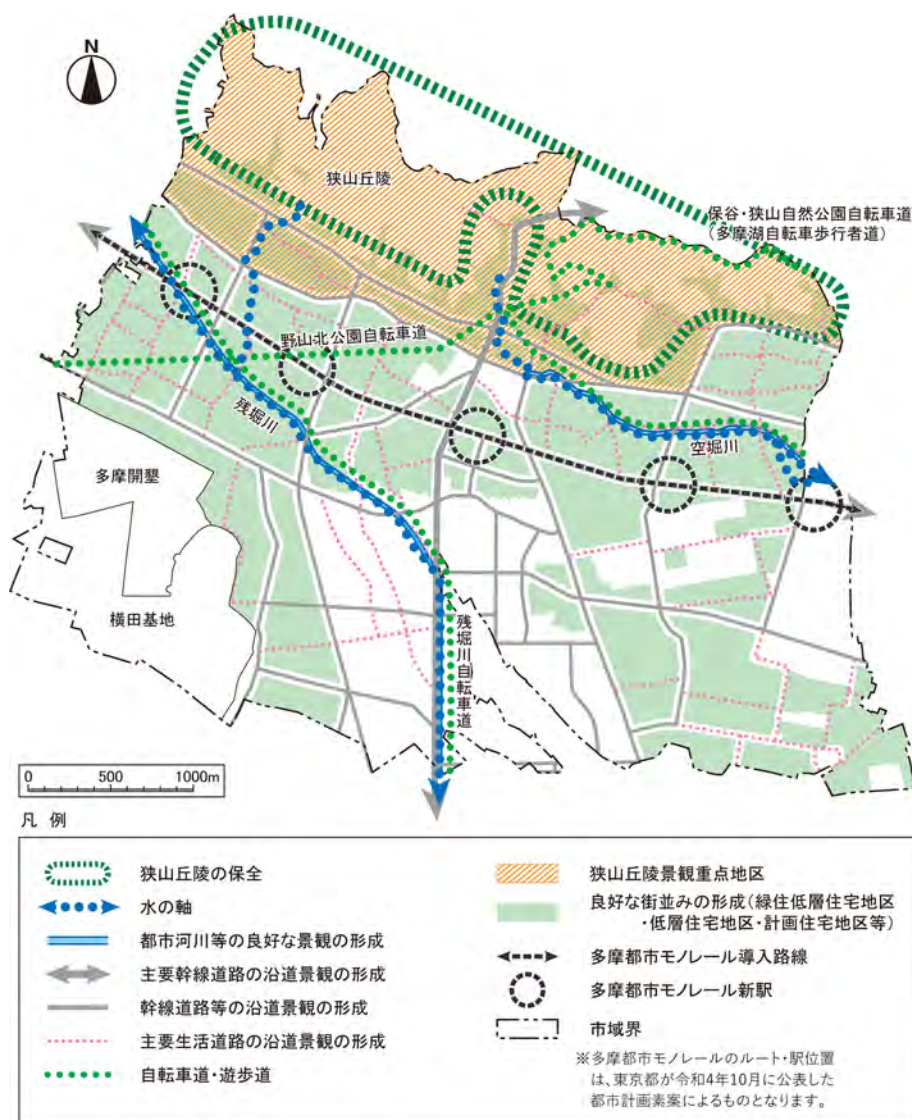 N
狭山丘陵
保谷・狭山自然公園自転車道
(多摩湖自転車歩行者道)
野山北公園自転車道
残堀川
空堀川
多摩開墾
横田基地
残堀川自転車道
0 500 1000m
凡 例
狭山丘陵の保全
水の軸
都市河川等の良好な景観の形成
主要幹線道路の沿道景観の形成
幹線道路等の沿道景観の形成
主要生活道路の沿道景観の形成
自転車道・遊歩道
狭山丘陵景観重点地区
良好な街並みの形成(緑住低層住宅地区
・低層住宅地区・計画住宅地区等)
多摩都市モノレール導入路線
多摩都市モノレール新駅
市域界
※多摩都市モノレールのルート・駅位置
は、東京都が令和4年10月に公表した
都市計画素案によるものとなります。